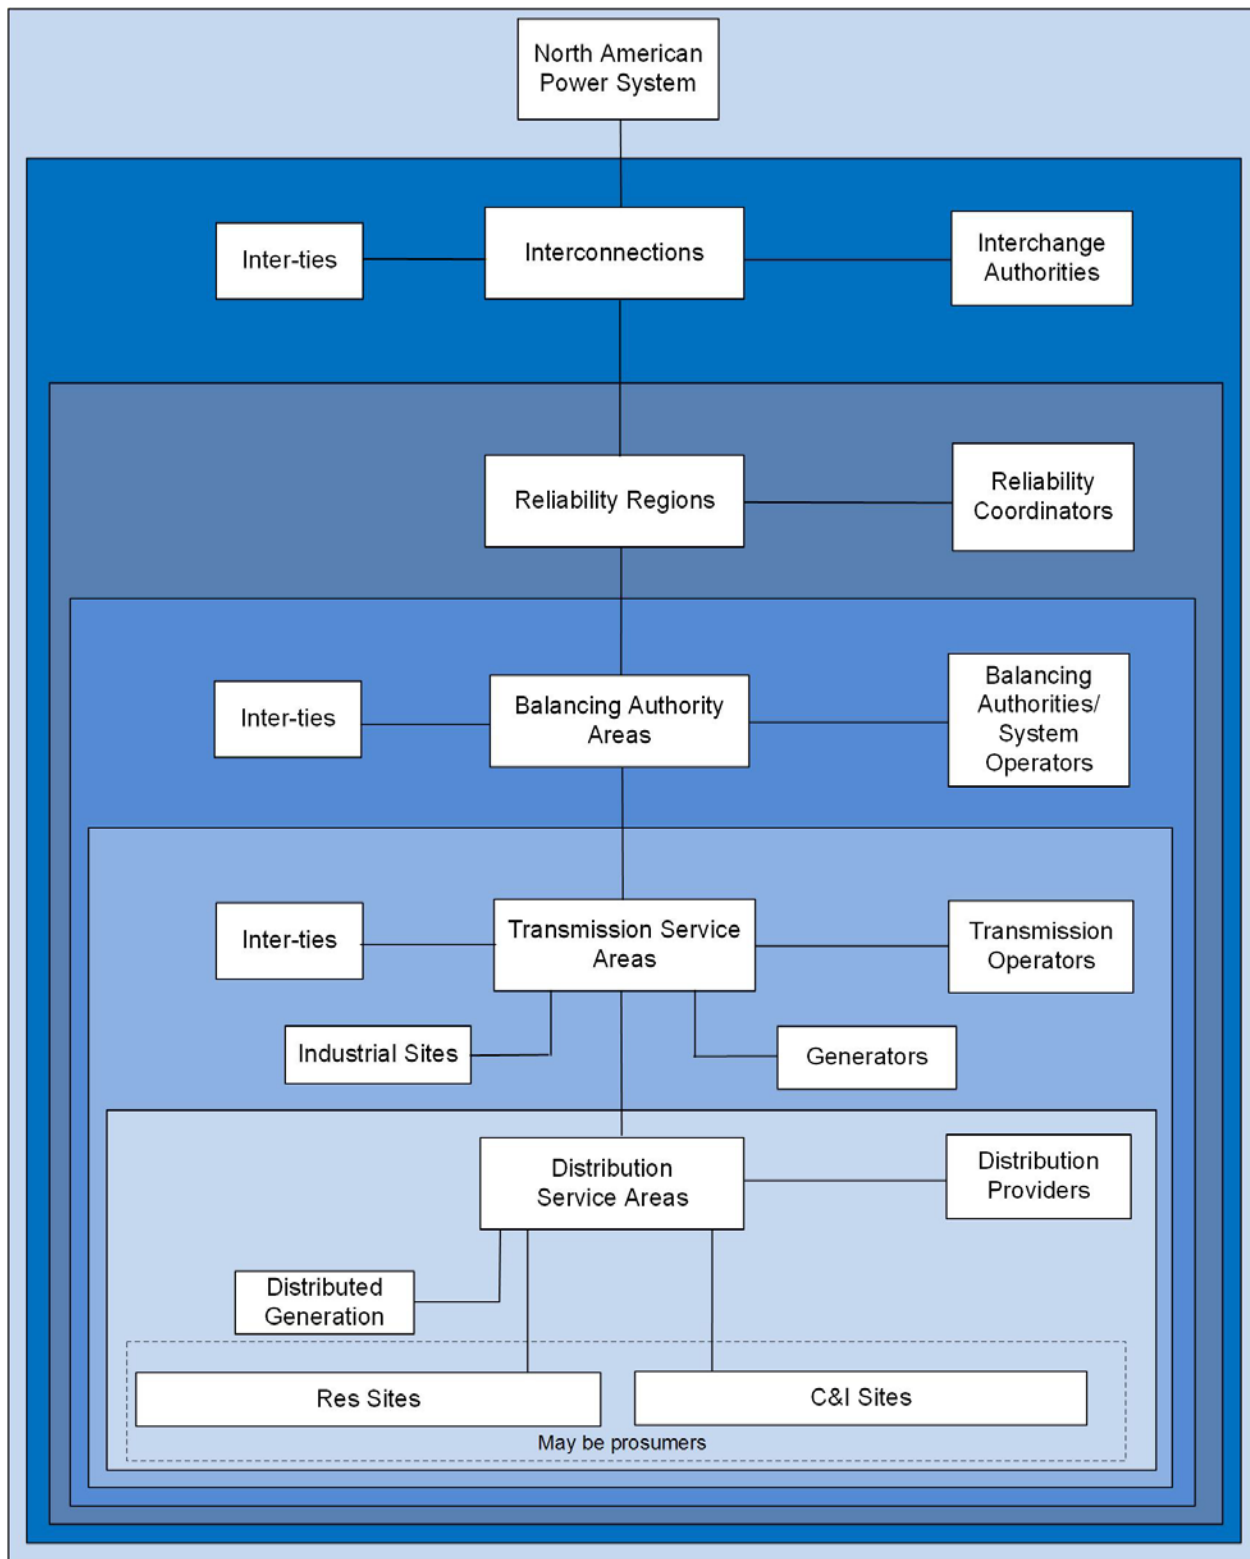 North American
Power System
Inter-ties
Interconnections
Interchange
Authorities
Reliability Regions
Reliability
Coordinators
Inter-ties
Balancing Authority
Areas
Balancing
Authorities/
System
Operators
Inter-ties
Transmission Service
Areas
Transmission
Operators
Industrial Sites
Generators
Distribution
Service Areas
Distribution
Providers
Distributed
Generation
Res Sites
C&I Sites
May be prosumers